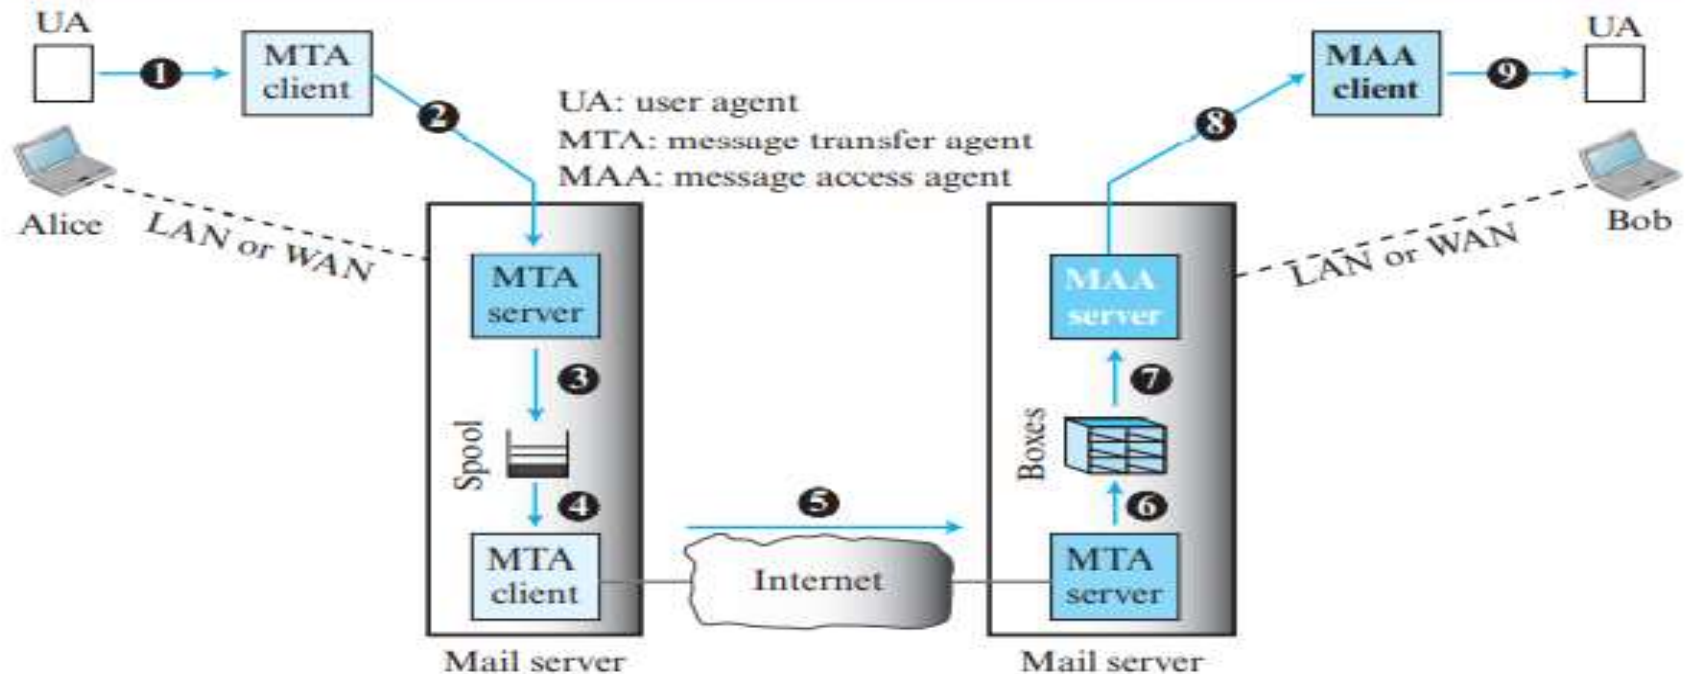 UA
1
MTA
client
2
UA: user agent
MTA: message transfer agent
MAA: message access agent
8
MAA
client
9
UA
Alice
LAN or WAN
Bob
LAN or WAN
MTA
server
3
Spool
4
MTA
client
Mail server
5
Internet
MAA
server
7
Boxes
6
MTA
server
Mail server